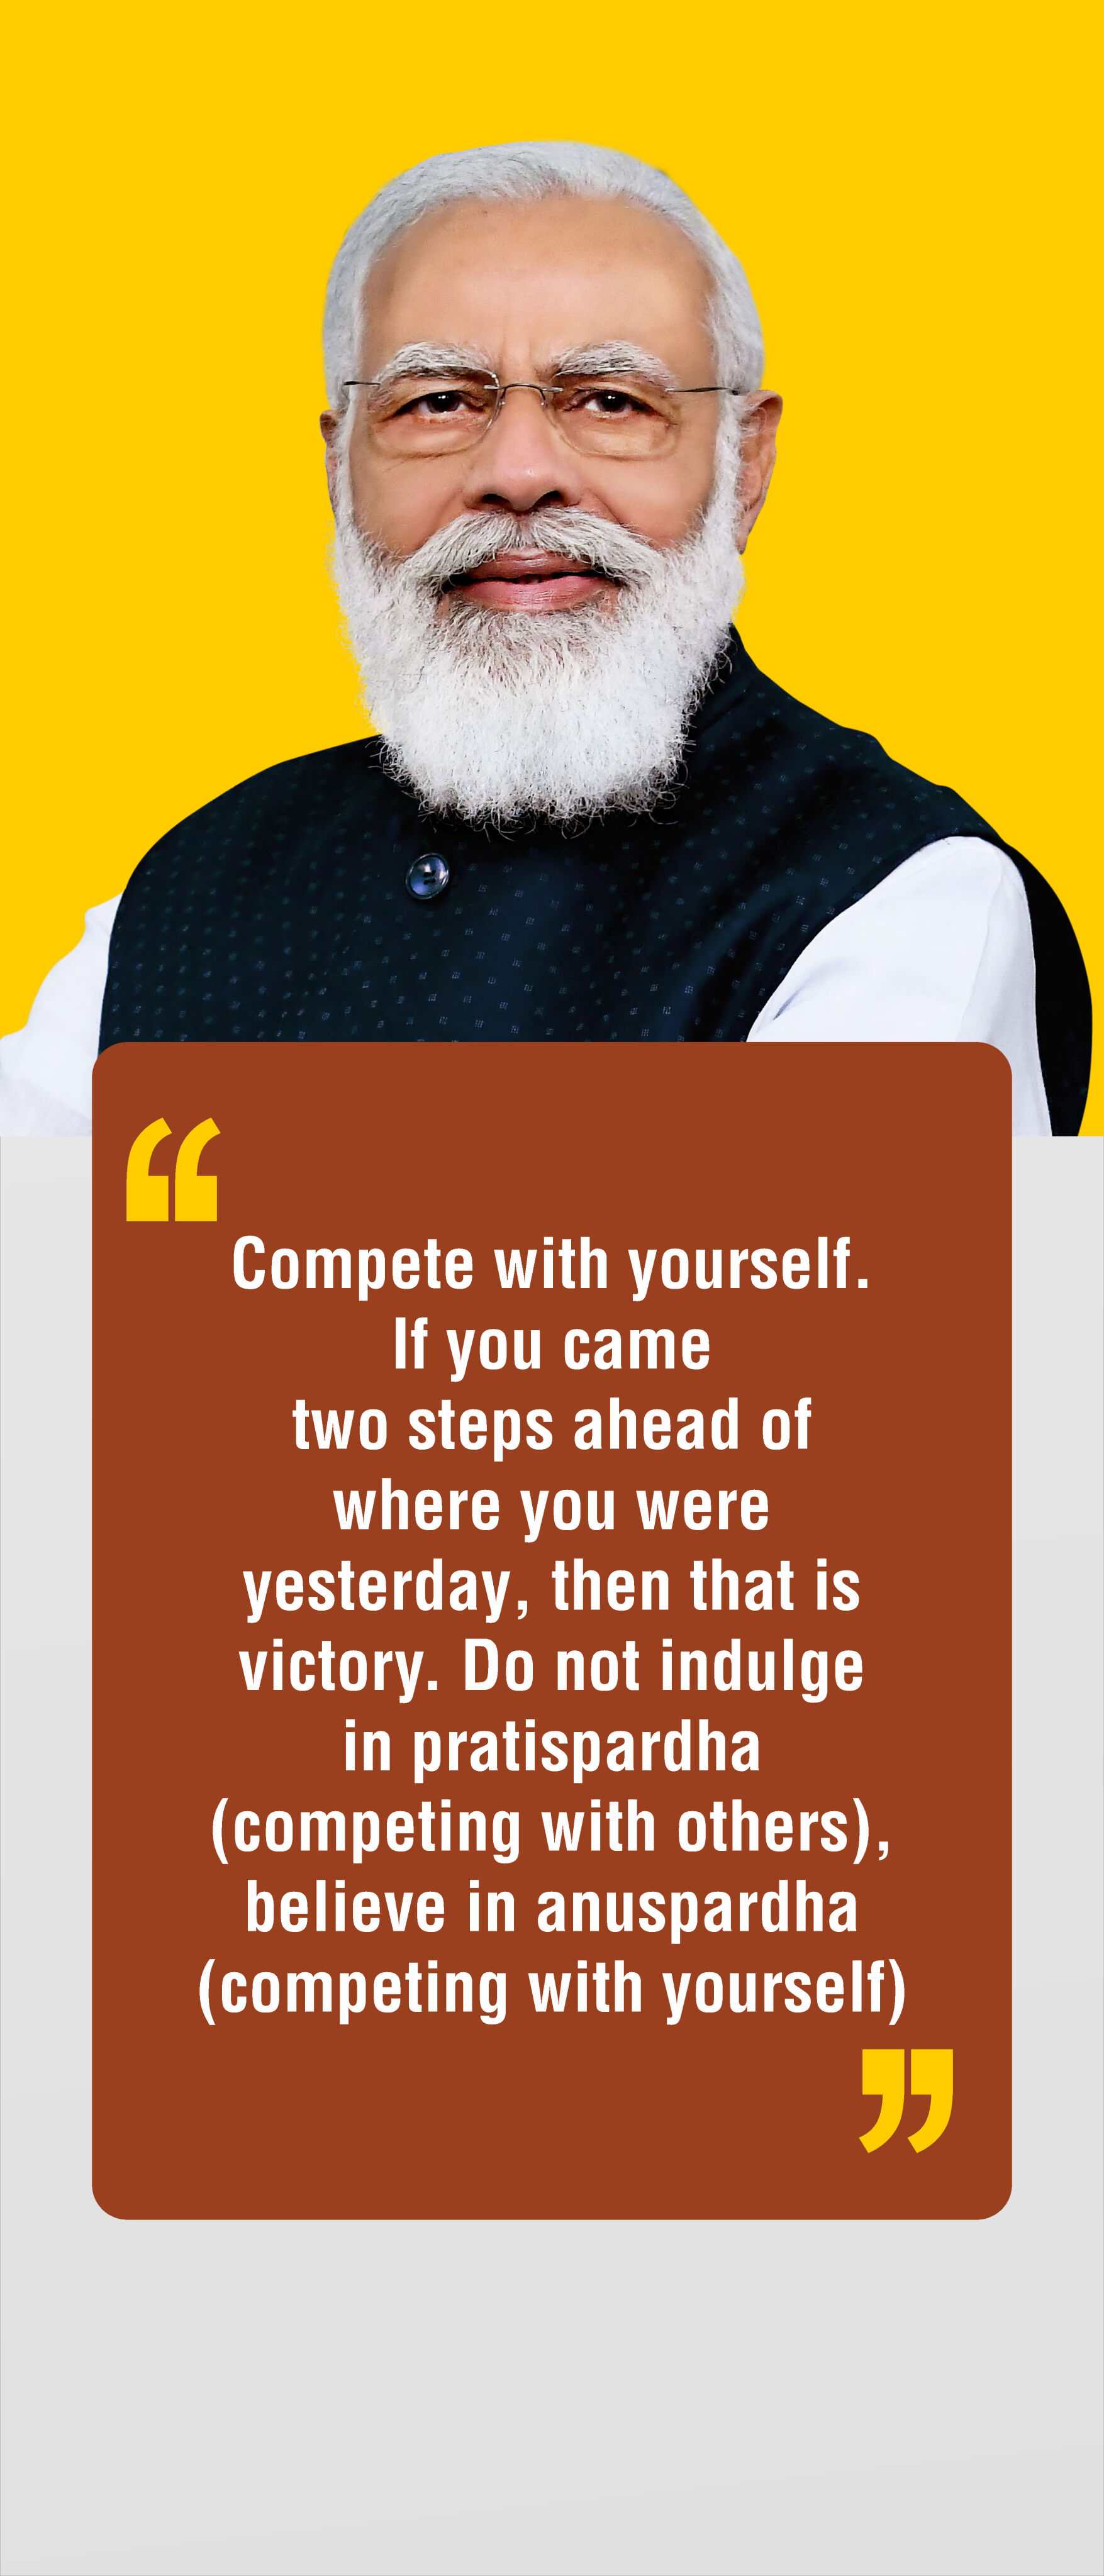 “
Compete with yourself.
If you came
two steps ahead of
where you were
yesterday, then that is
victory. Do not indulge
in pratispardha
(competing with others),
believe in anuspardha
(competing with yourself)
”